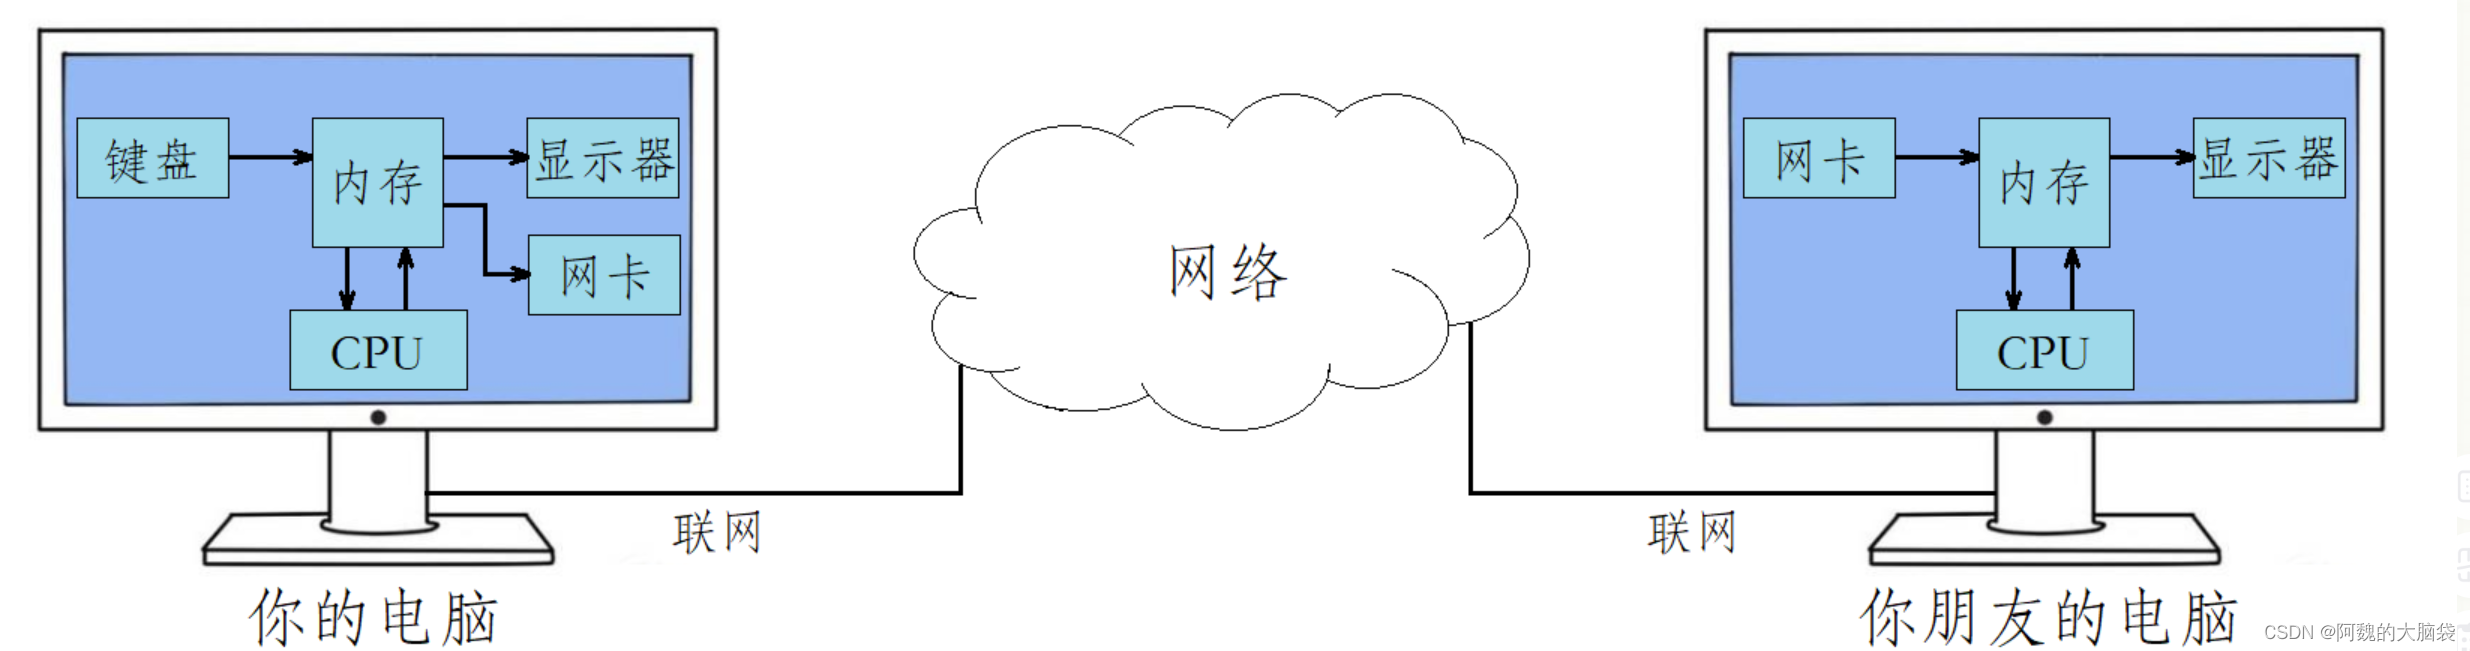 键盘
内存
显示器
网卡
CPU
网络
网卡
内存
显示器
CPU
联网
联网
你的电脑
你朋友的电脑
CSDN @阿魏的大脑袋